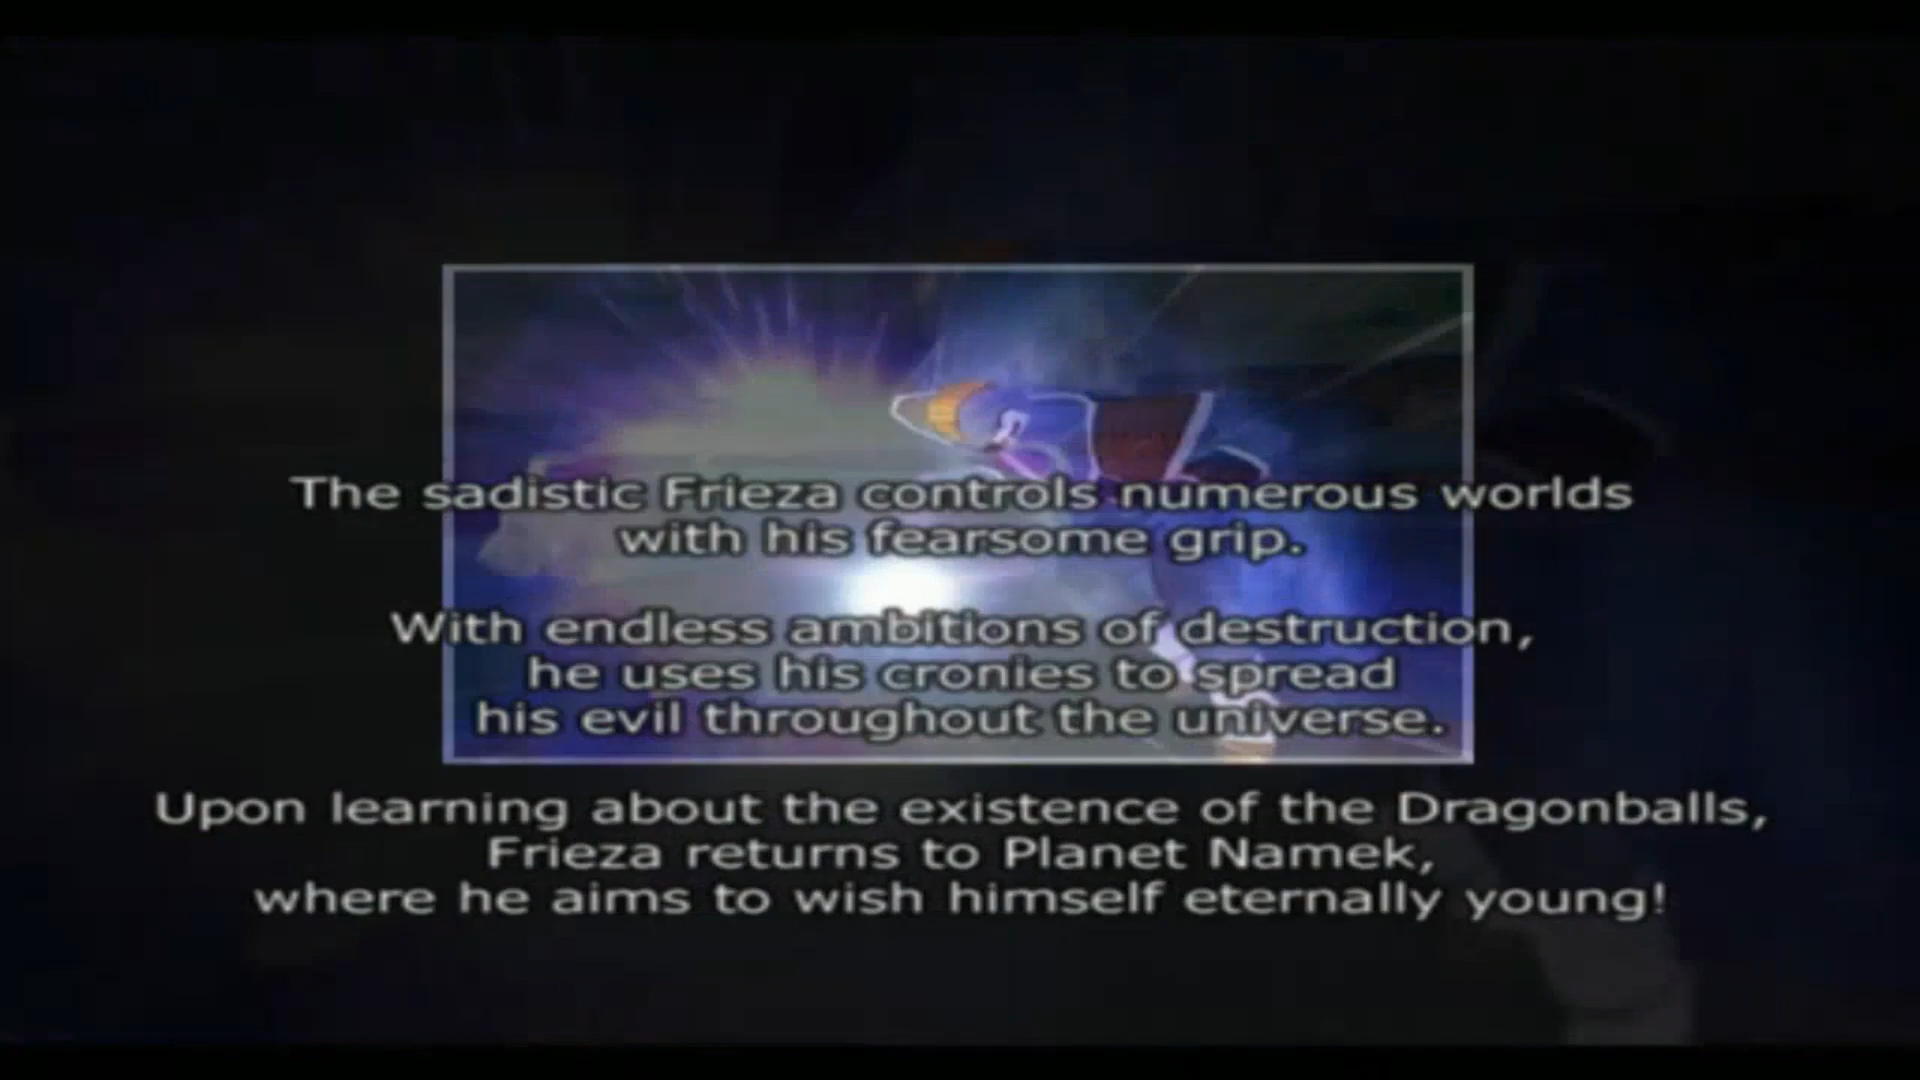 The sadistic Frieza controls numerous worlds
with his fearsome grip.
With endless ambitions of destruction,
he uses his cronies to spread
his evil throughout the universe.
Upon learning about the existence of the Dragonballs,
Frieza returns to Planet Namek,
where he aims to wish himself eternally young!